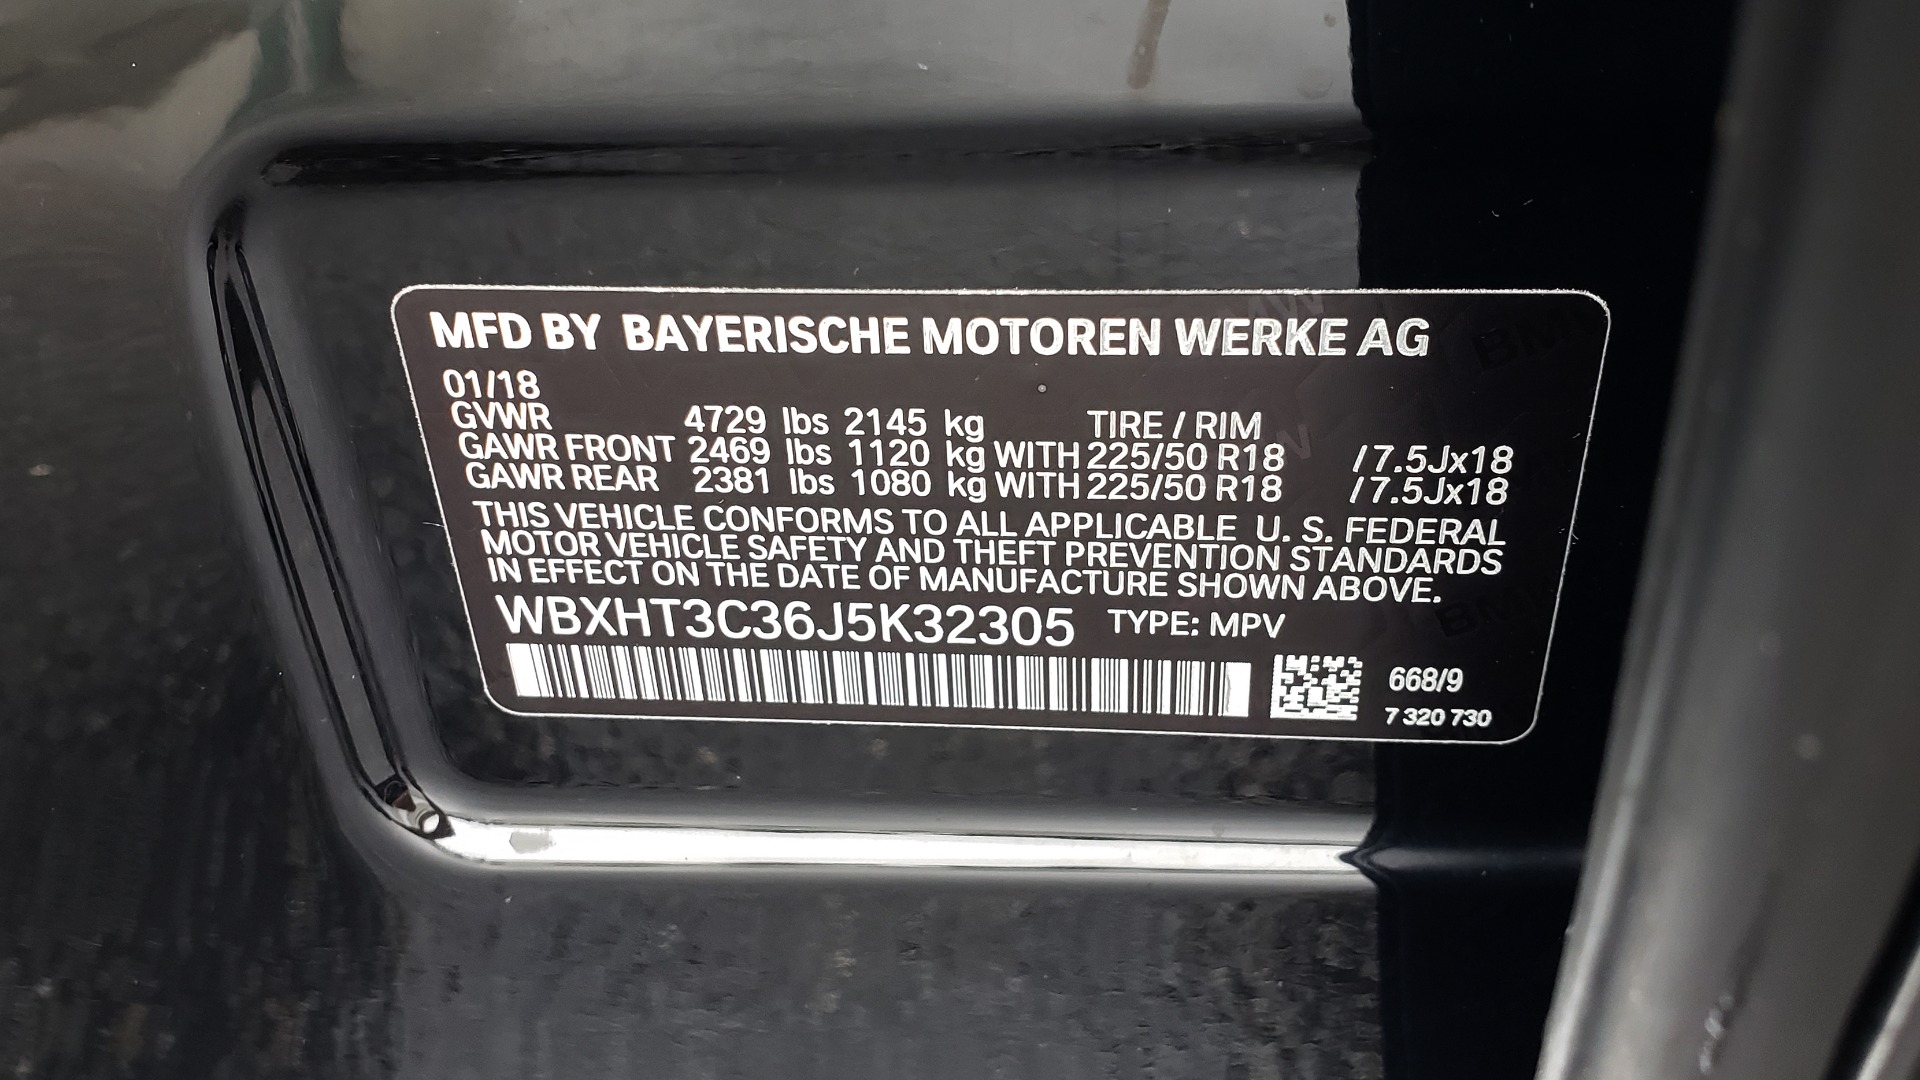 MFD BY BAYERISCHE MOTOREN WERKE AG
01/18
GVWR 4729 lbs 2145 kg TIRE / RIM
GAWR FRONT 2469 lbs 1120 kg WITH 225/50 R18 /7.5Jx18
GAWR REAR 2381 lbs 1080 kg WITH 225/50 R18 /7.5Jx18
THIS VEHICLE CONFORMS TO ALL APPLICABLE U. S. FEDERAL
MOTOR VEHICLE SAFETY AND THEFT PREVENTION STANDARDS
IN EFFECT ON THE DATE OF MANUFACTURE SHOWN ABOVE.
WBXHT3C36J5K32305 TYPE: MPV
668/9
7 320 730